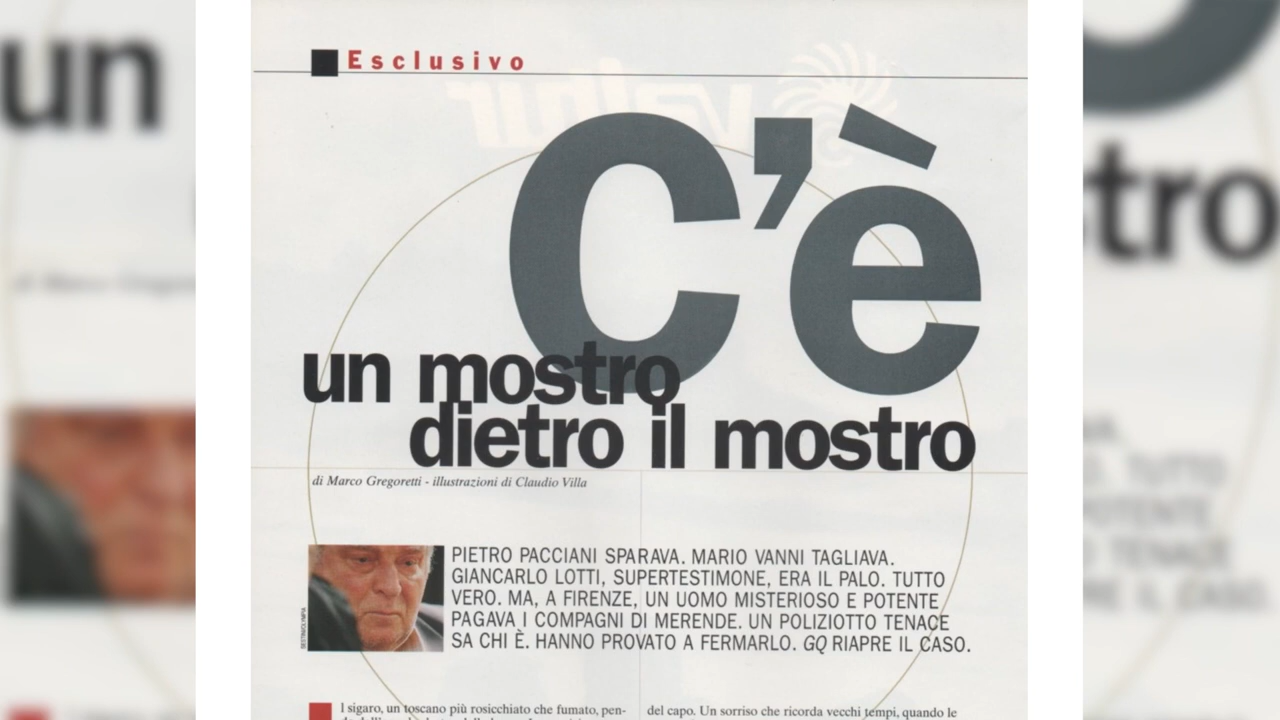 Esclusivo
C'è
un mostro
dietro il mostro
di Marco Gregoretti - illustrazioni di Claudio Villa
PIETRO PACCIANI SPARAVA. MARIO VANNI TAGLIAVA.
GIANCARLO LOTTI, SUPERTESTIMONE, ERA IL PALO. TUTTO
VERO. MA, A FIRENZE, UN UOMO MISTERIOSO E POTENTE
PAGAVA I COMPAGNI DI MERENDE. UN POLIZIOTTO TENACE
SA CHI È. HANNO PROVATO A FERMARLO. GQ RIAPRE IL CASO.
l sigaro, un toscano più rosicchiato che fumato, pen-
del capo. Un sorriso che ricorda vecchi tempi, quando le